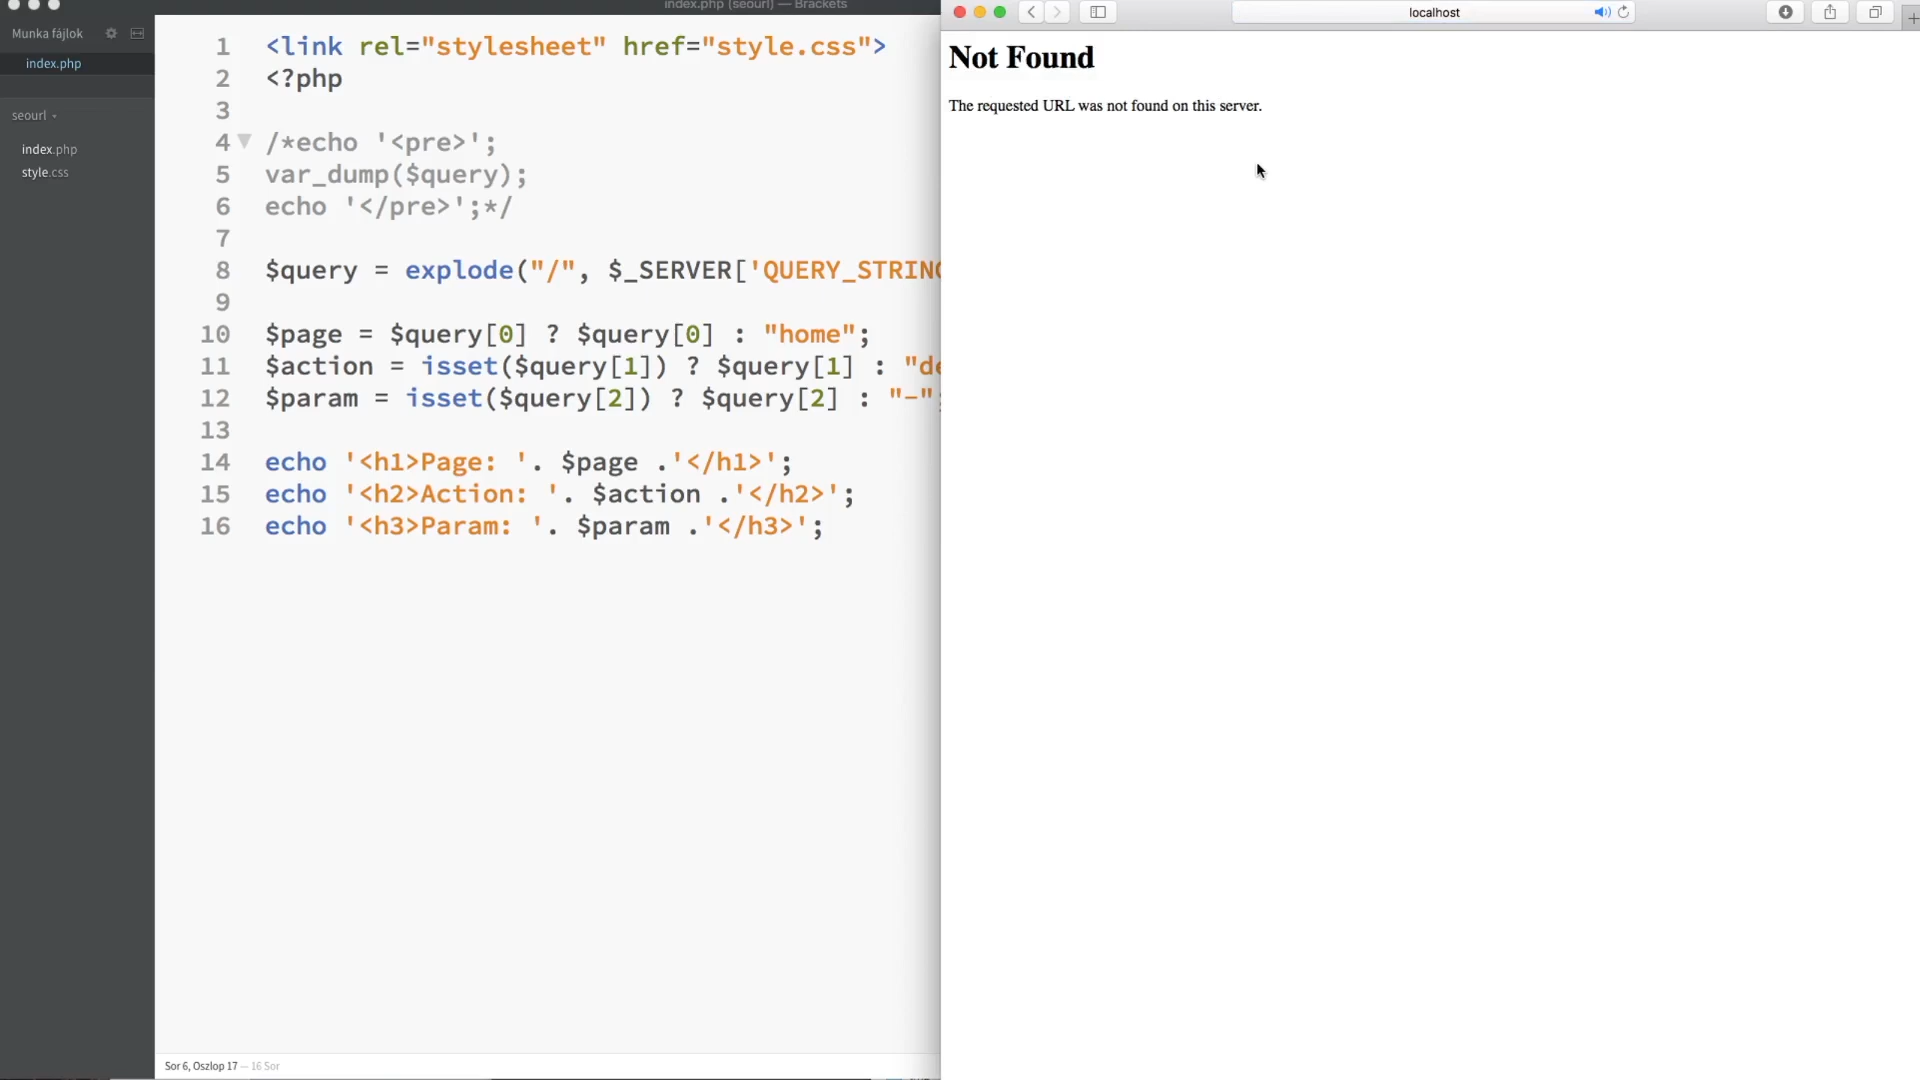 index.php (seourl) — Brackets
Munka fájlok
index.php
seourl
index.php
style.css
1 <link rel="stylesheet" href="style.css">
2 <?php
3
4 /*echo '<pre>';
5 var_dump($query);
6 echo '</pre>';*/
7
8 $query = explode("/", $_SERVER['QUERY_STRING
9
10 $page = $query[0] ? $query[0] : "home";
11 $action = isset($query[1]) ? $query[1] : "de
12 $param = isset($query[2]) ? $query[2] : "-";
13
14 echo '<h1>Page: '. $page .'</h1>';
15 echo '<h2>Action: '. $action .'</h2>';
16 echo '<h3>Param: '. $param .'</h3>';
Sor 6, Oszlop 17 — 16 Sor
localhost
Not Found
The requested URL was not found on this server.